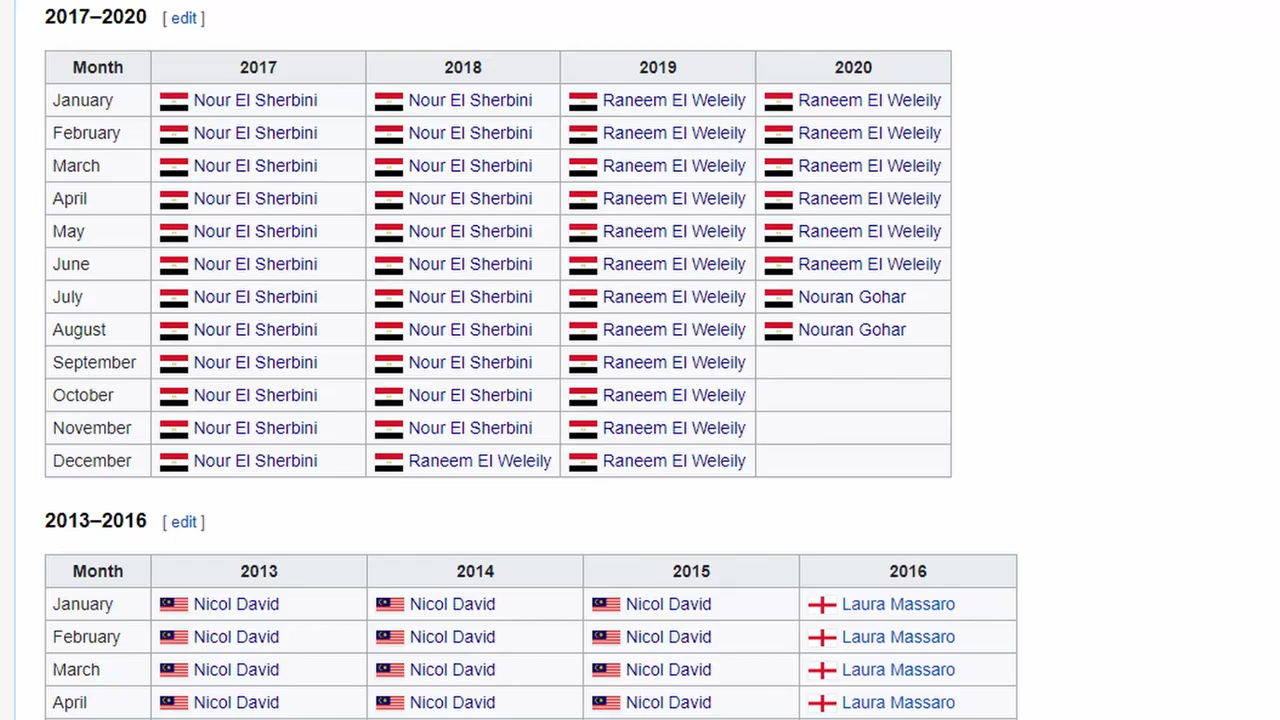 2017–2020 [ edit ]
Month 2017 2018 2019 2020
January Nour El Sherbini Nour El Sherbini Raneem El Weleily Raneem El Weleily
February Nour El Sherbini Nour El Sherbini Raneem El Weleily Raneem El Weleily
March Nour El Sherbini Nour El Sherbini Raneem El Weleily Raneem El Weleily
April Nour El Sherbini Nour El Sherbini Raneem El Weleily Raneem El Weleily
May Nour El Sherbini Nour El Sherbini Raneem El Weleily Raneem El Weleily
June Nour El Sherbini Nour El Sherbini Raneem El Weleily Raneem El Weleily
July Nour El Sherbini Nour El Sherbini Raneem El Weleily Nouran Gohar
August Nour El Sherbini Nour El Sherbini Raneem El Weleily Nouran Gohar
September Nour El Sherbini Nour El Sherbini Raneem El Weleily
October Nour El Sherbini Nour El Sherbini Raneem El Weleily
November Nour El Sherbini Nour El Sherbini Raneem El Weleily
December Nour El Sherbini Raneem El Weleily Raneem El Weleily
2013–2016 [ edit ]
Month 2013 2014 2015 2016
January Nicol David Nicol David Nicol David Laura Massaro
February Nicol David Nicol David Nicol David Laura Massaro
March Nicol David Nicol David Nicol David Laura Massaro
April Nicol David Nicol David Nicol David Laura Massaro